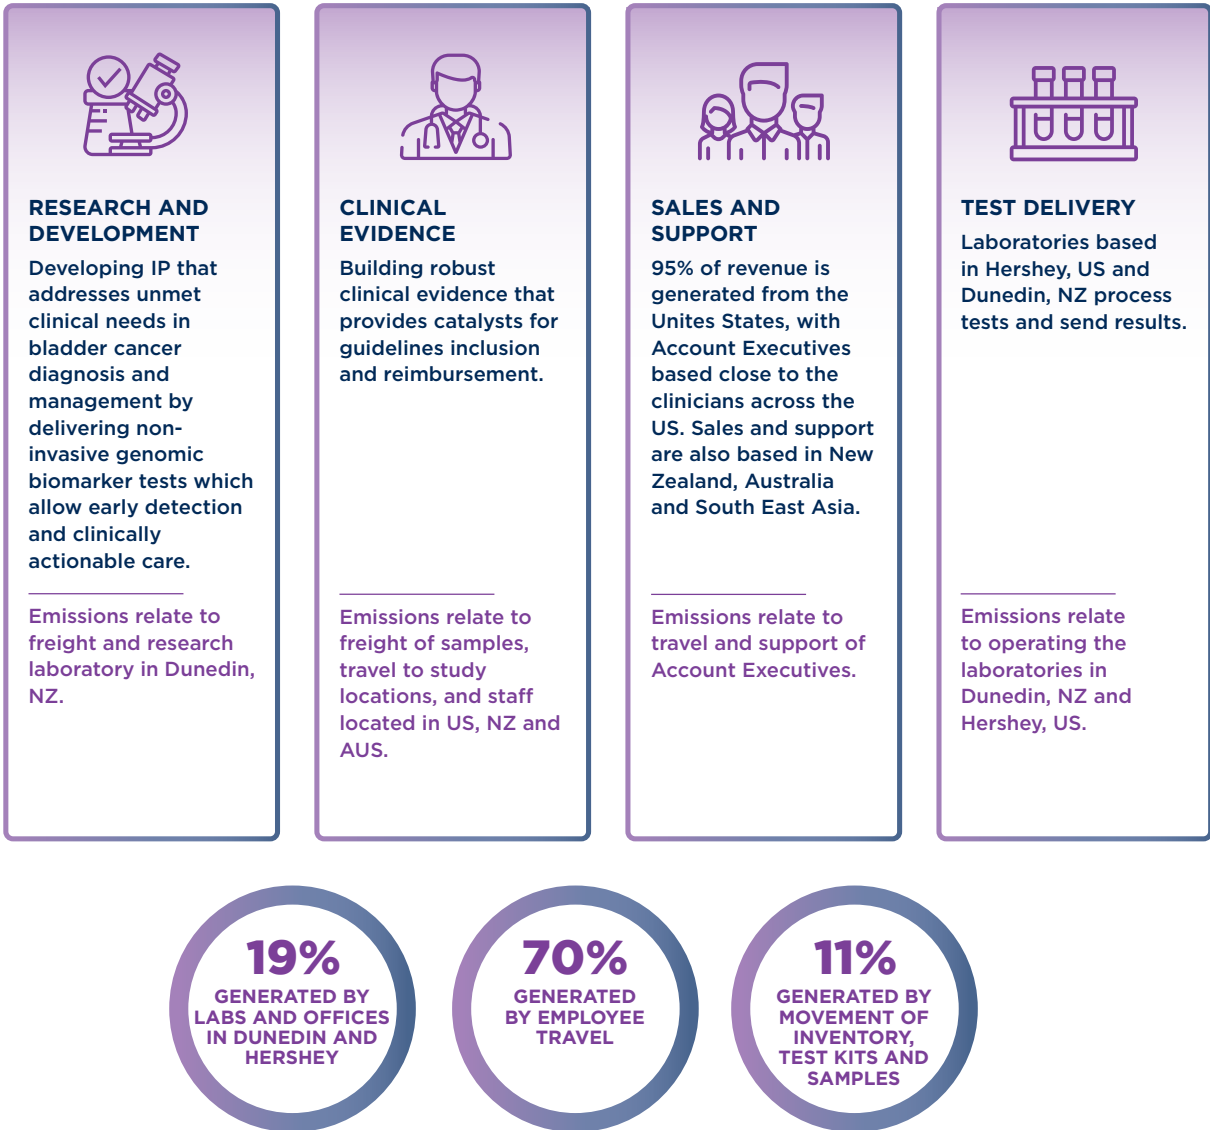 RESEARCH AND
DEVELOPMENT
Developing IP that
addresses unmet
clinical needs in
bladder cancer
diagnosis and
management by
delivering non-
invasive genomic
biomarker tests which
allow early detection
and clinically
actionable care.
Emissions relate to
freight and research
laboratory in Dunedin,
NZ.
CLINICAL
EVIDENCE
Building robust
clinical evidence that
provides catalysts for
guidelines inclusion
and reimbursement.
Emissions relate to
freight of samples,
travel to study
locations, and staff
located in US, NZ and
AUS.
SALES AND
SUPPORT
95% of revenue is
generated from the
Unites States, with
Account Executives
based close to the
clinicians across the
US. Sales and support
are also based in New
Zealand, Australia
and South East Asia.
Emissions relate to
travel and support of
Account Executives.
TEST DELIVERY
Laboratories based
in Hershey, US and
Dunedin, NZ process
tests and send results.
Emissions relate
to operating the
laboratories in
Dunedin, NZ and
Hershey, US.
19%
GENERATED BY
LABS AND OFFICES
IN DUNEDIN AND
HERSHEY
70%
GENERATED
BY EMPLOYEE
TRAVEL
11%
GENERATED BY
MOVEMENT OF
INVENTORY,
TEST KITS AND
SAMPLES